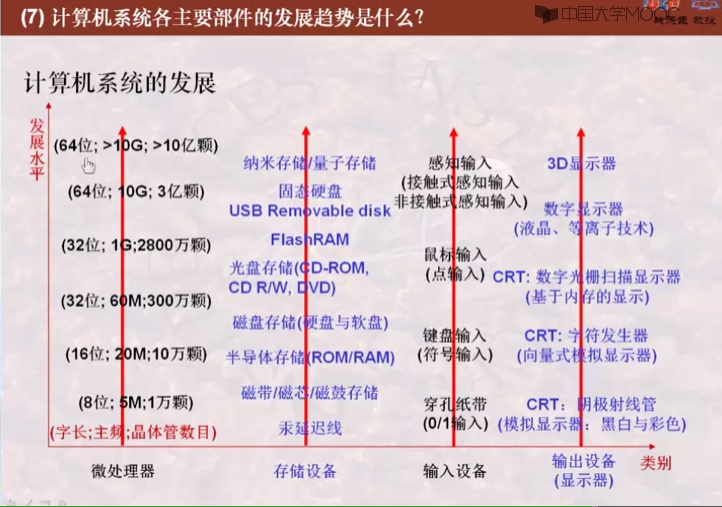 (7) 计算机系统各主要部件的发展趋势是什么?
中国大学MOOC
计算机系统的发展
发展水平
(64位; >10G; >10亿颗)
(64位; 10G; 3亿颗)
(32位; 1G;2800万颗)
(32位; 60M;300万颗)
(16位; 20M;10万颗)
(8位; 5M;1万颗)
(字长;主频;晶体管数目)
微处理器
纳米存储/量子存储
固态硬盘
USB Removable disk
FlashRAM
光盘存储(CD-ROM,
CD R/W, DVD)
磁盘存储(硬盘与软盘)
半导体存储(ROM/RAM)
磁带/磁芯/磁鼓存储
汞延迟线
存储设备
感知输入
(接触式感知输入
非接触式感知输入)
鼠标输入
(点输入)
键盘输入
(符号输入)
穿孔纸带
(0/1输入)
输入设备
3D显示器
数字显示器
(液晶、等离子技术)
CRT: 数字光栅扫描显示器
(基于内存的显示)
CRT: 字符发生器
(向量式模拟显示器)
CRT: 阴极射线管
(模拟显示器：黑白与彩色)
输出设备
(显示器)
类别